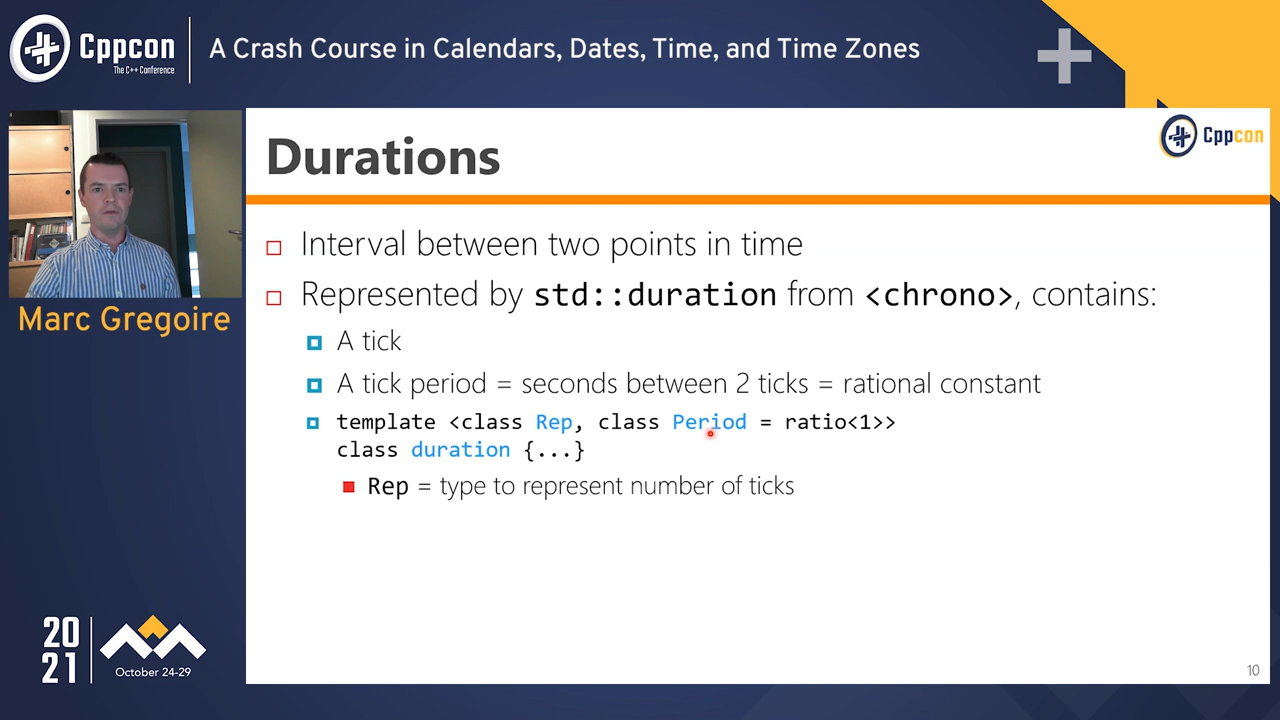 Cppcon
The C++ Conference
A Crash Course in Calendars, Dates, Time, and Time Zones
Cppcon
Marc Gregoire
Durations
Interval between two points in time
Represented by std::duration from <chrono>, contains:
A tick
A tick period = seconds between 2 ticks = rational constant
template <class Rep, class Period = ratio<1>>
class duration {...}
Rep = type to represent number of ticks
20
21
October 24-29
10